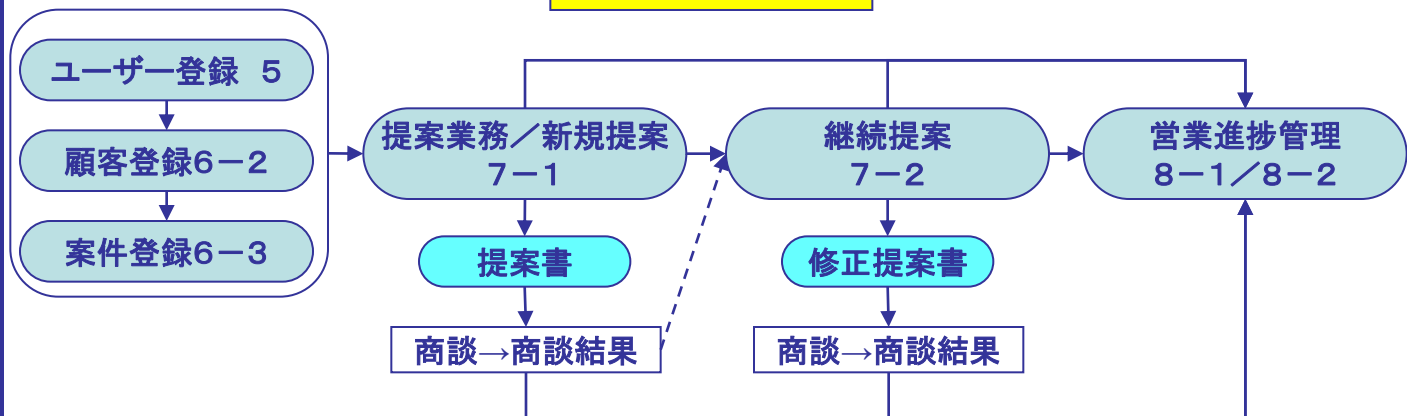 ユーザー登録　５
顧客登録６－２
案件登録６－３
提案業務／新規提案
７－１
継続提案
７－２
営業進捗管理
８－１／８－２
提案書
修正提案書
商談→商談結果
商談→商談結果